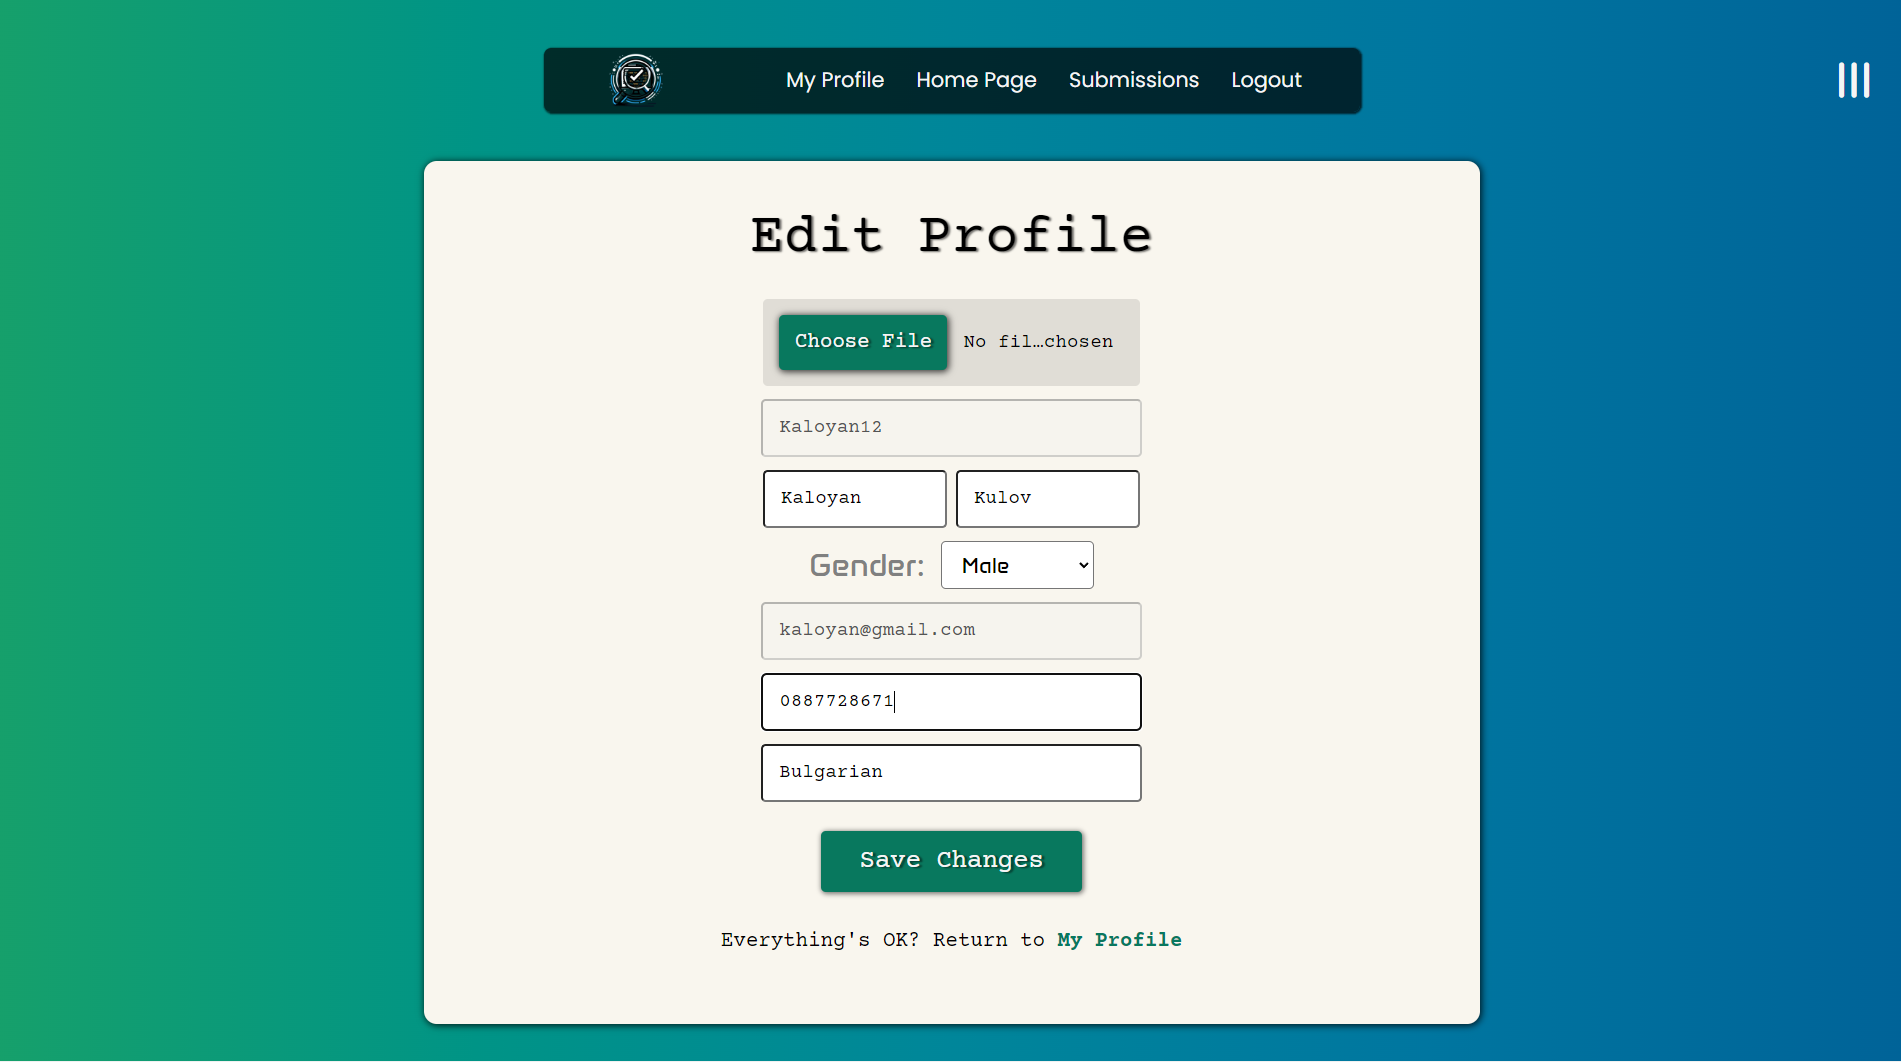 My Profile Home Page Submissions Logout
Edit Profile
Choose File No fil…chosen
Kaloyan12
Kaloyan Kulov
Gender: Male
kaloyan@gmail.com
0887728671
Bulgarian
Save Changes
Everything's OK? Return to My Profile